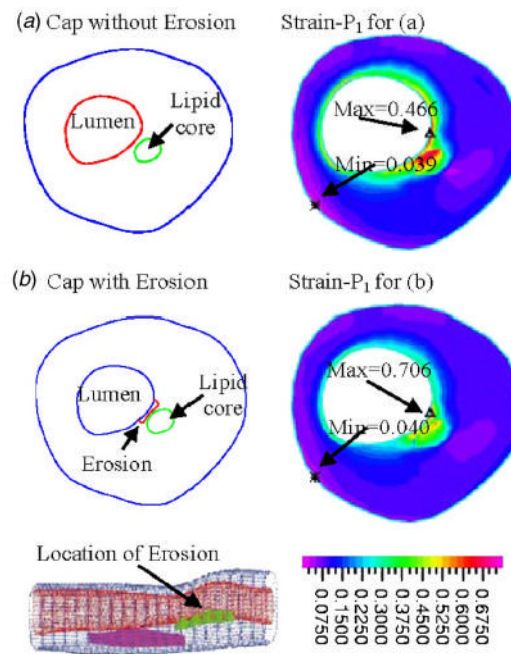 (a) Cap without Erosion
Strain-P1 for (a)
Lumen
Lipid
core
Max=0.466
Min=0.039
(b) Cap with Erosion
Strain-P1 for (b)
Lumen
Lipid
core
Erosion
Max=0.706
Min=0.040
Location of Erosion
0.0750
0.1500
0.2250
0.3000
0.3750
0.4500
0.5250
0.6000
0.6750